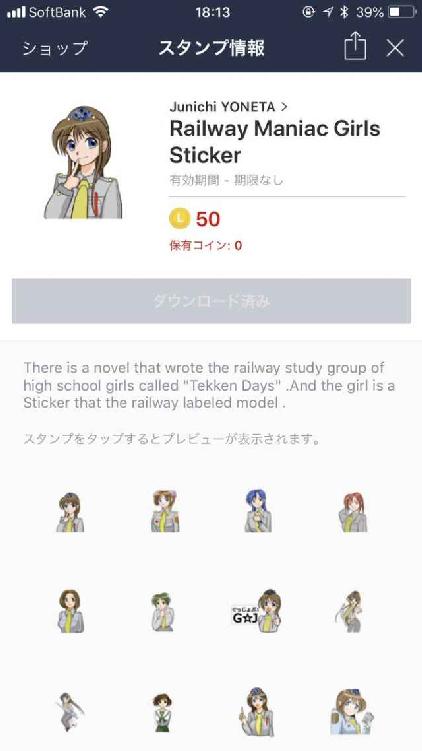 SoftBank 18:13 39%
ショップ スタンプ情報
Junichi YONETA >
Railway Maniac Girls
Sticker
有効期間 - 期限なし
L 50
保有コイン: 0
ダウンロード済み
There is a novel that wrote the railway study group of
high school girls called "Tekken Days" .And the girl is a
Sticker that the railway labeled model .
スタンプをタップするとプレビューが表示されます。
G☆J